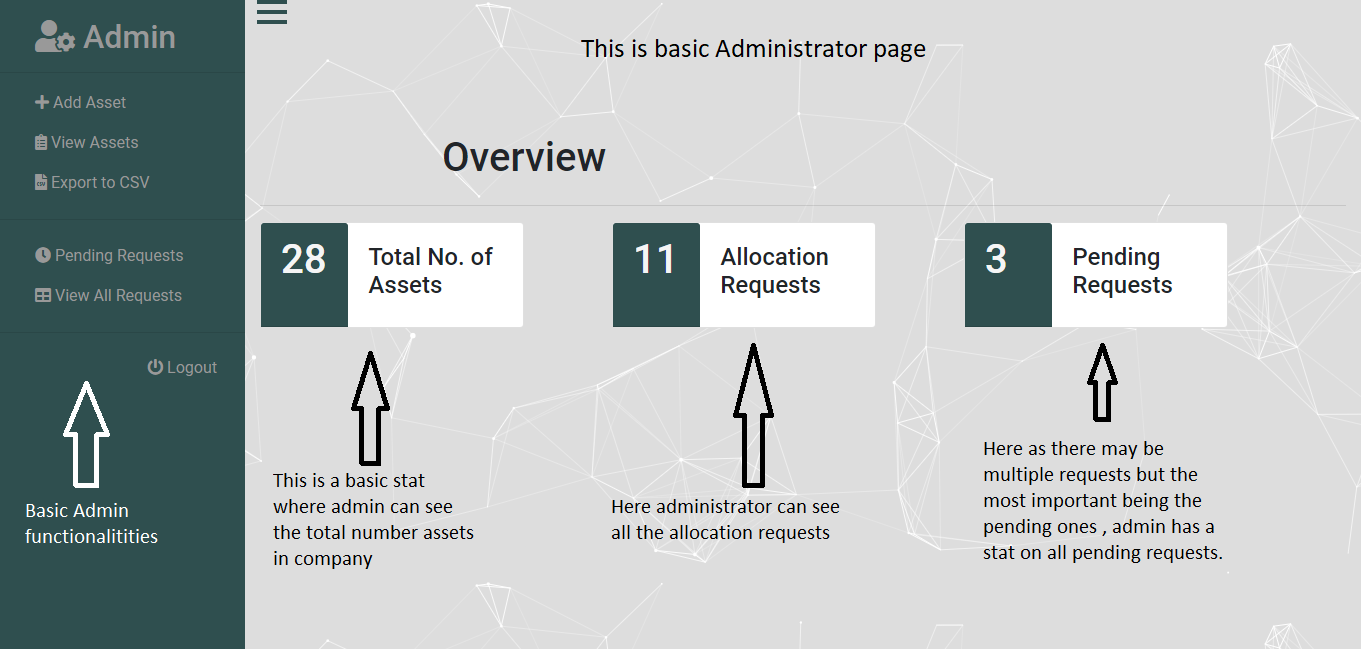 Admin
Add Asset
View Assets
Export to CSV
Pending Requests
View All Requests
Logout
Basic Admin
functionalitities
This is basic Administrator page
Overview
28
Total No. of
Assets
11
Allocation
Requests
3
Pending
Requests
This is a basic stat
where admin can see
the total number assets
in company
Here administrator can see
all the allocation requests
Here as there may be
multiple requests but the
most important being the
pending ones , admin has a
stat on all pending requests.